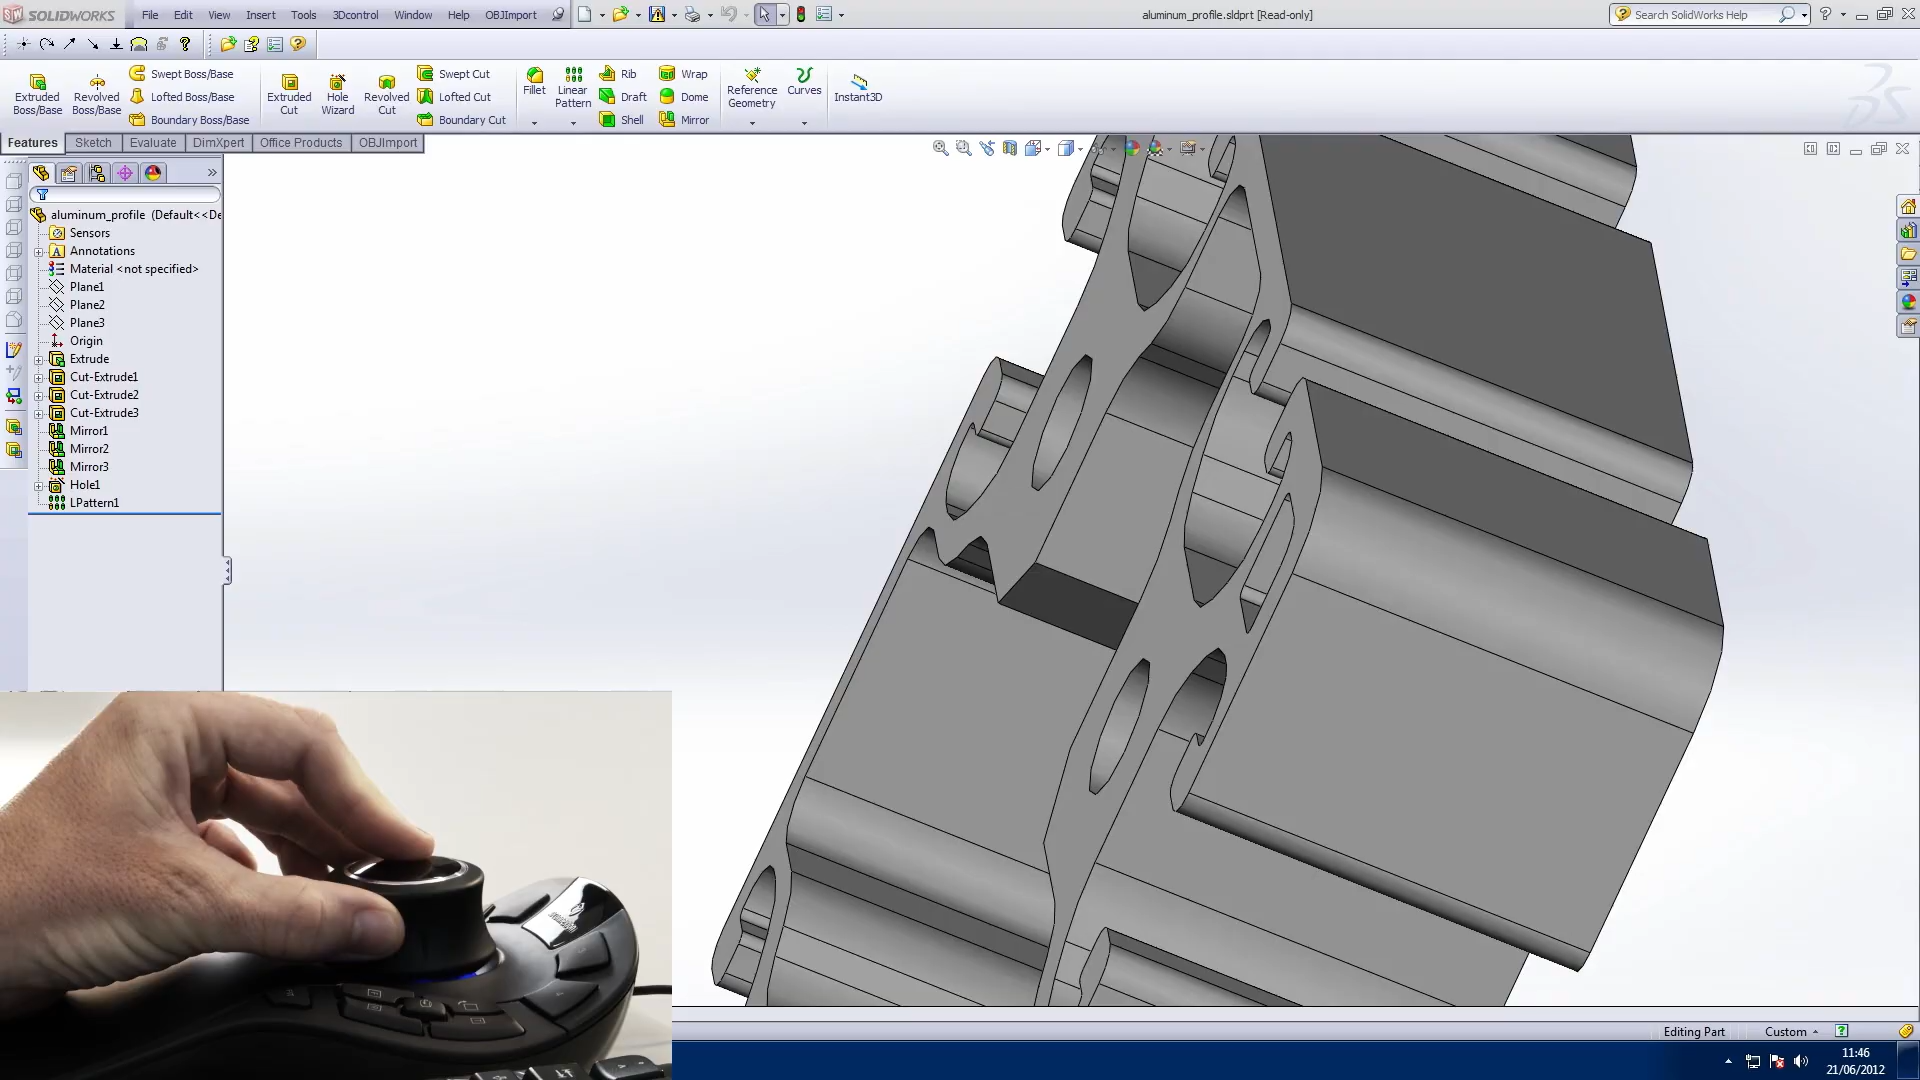 SOLIDWORKS
File Edit View Insert Tools 3Dcontrol Window Help OBJImport
aluminum_profile.sldprt [Read-only]
Search SolidWorks Help
Extruded Boss/Base
Revolved Boss/Base
Swept Boss/Base
Lofted Boss/Base
Boundary Boss/Base
Extruded Cut
Hole Wizard
Revolved Cut
Swept Cut
Lofted Cut
Boundary Cut
Fillet
Linear Pattern
Rib
Draft
Shell
Wrap
Dome
Mirror
Reference Geometry
Curves
Instant3D
Features Sketch Evaluate DimXpert Office Products OBJImport
aluminum_profile (Default<<De
Sensors
Annotations
Material <not specified>
Plane1
Plane2
Plane3
Origin
Extrude
Cut-Extrude1
Cut-Extrude2
Cut-Extrude3
Mirror1
Mirror2
Mirror3
Hole1
LPattern1
Editing Part Custom
11:46
21/06/2012